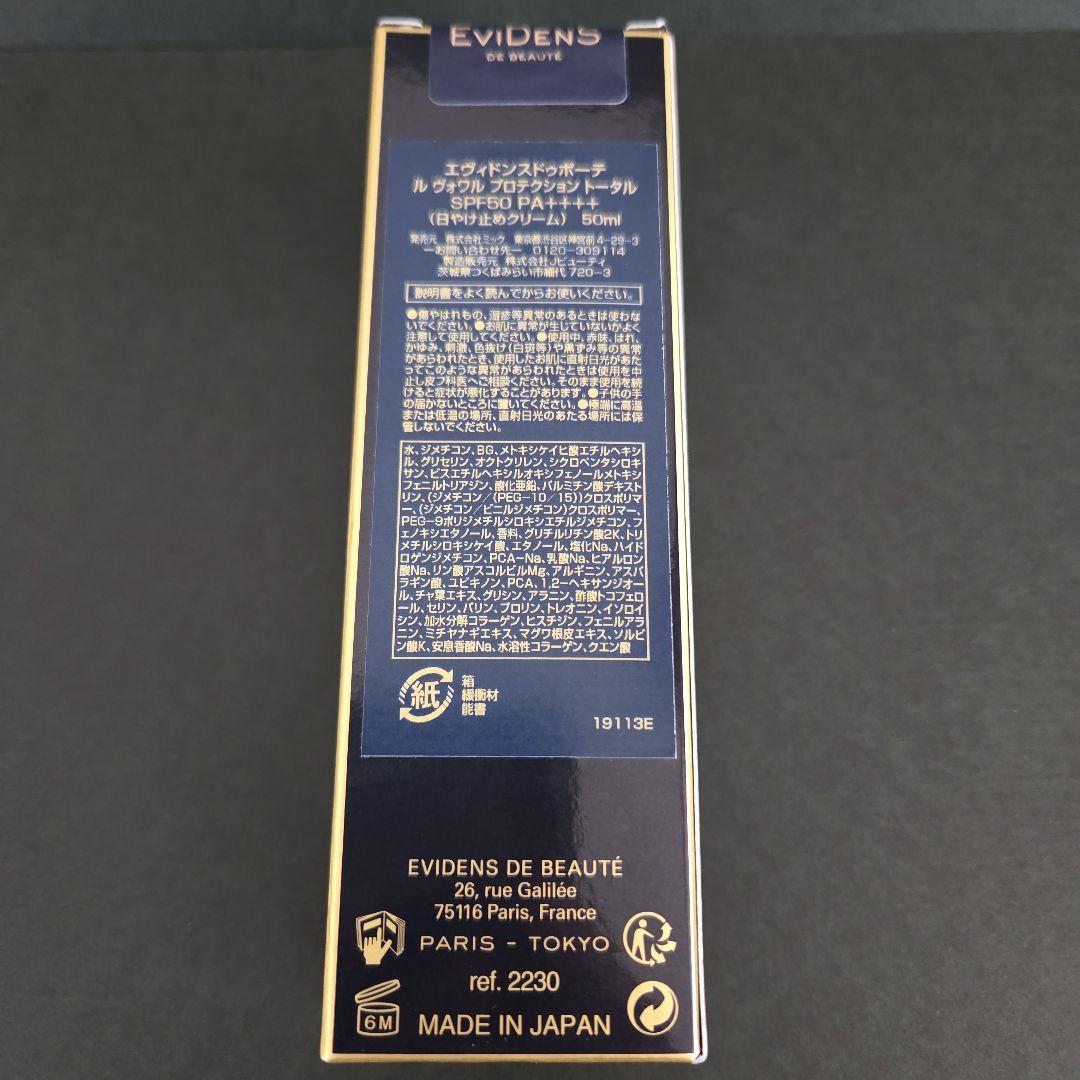 EVIDENS
DE BEAUTÉ
エヴィドンスドゥボーテ
ル ヴォワル プロテクション トータル
SPF50 PA++++
(日やけ止めクリーム) 50ml
発売元 株式会社ミック 東京都渋谷区神宮前4-29-3
ーお問い合わせ先ー 0120-309114
製造販売元 株式会社Jビューティ
茨城県つくばみらい市細代720-3
説明書をよく読んでからお使いください。
●傷やはれもの、湿疹等異常のあるときは使わな
いでください。●お肌に異常が生じていないかよく
注意して使用してください。●使用中、赤味、はれ、
かゆみ、刺激、色抜け(白斑等)や黒ずみ等の異常
があらわれたとき、使用したお肌に直射日光があた
ってこのような異常があらわれたときは使用を中
止し皮フ科医へご相談ください。そのまま使用を続
けると症状が悪化することがあります。●子供の手
の届かないところに置いてください。●極端に高温
または低温の場所、直射日光のあたる場所には保
管しないでください。
水、ジメチコン、BG、メトキシケイヒ酸エチルヘキシ
ル、グリセリン、オクトクリレン、シクロペンタシロキ
サン、ビスエチルヘキシルオキシフェノールメトキシ
フェニルトリアジン、酸化亜鉛、パルミチン酸デキスト
リン、(ジメチコン/(PEG-10/15))クロスポリマ
ー、(ジメチコン/ビニルジメチコン)クロスポリマー、
PEG-9ポリジメチルシロキシエチルジメチコン、フ
ェノキシエタノール、香料、グリチルリチン酸2K、トリ
メチルシロキシケイ酸、エタノール、塩化Na、ハイド
ロゲンジメチコン、PCA-Na、乳酸Na、ヒアルロン
酸Na、リン酸アスコルビルMg、アルギニン、アスパ
ラギン酸、ユビキノン、PCA、1,2-ヘキサンジオー
ル、チャ葉エキス、グリシン、アラニン、酢酸トコフェロ
ール、セリン、バリン、プロリン、トレオニン、イソロイ
シン、加水分解コラーゲン、ヒスチジン、フェニルアラ
ニン、ミチヤナギエキス、マグワ根皮エキス、ソルビ
ン酸K、安息香酸Na、水溶性コラーゲン、クエン酸
紙
箱
緩衝材
能書
19113E
EVIDENS DE BEAUTÉ
26, rue Galilée
75116 Paris, France
PARIS - TOKYO
ref. 2230
6M
MADE IN JAPAN